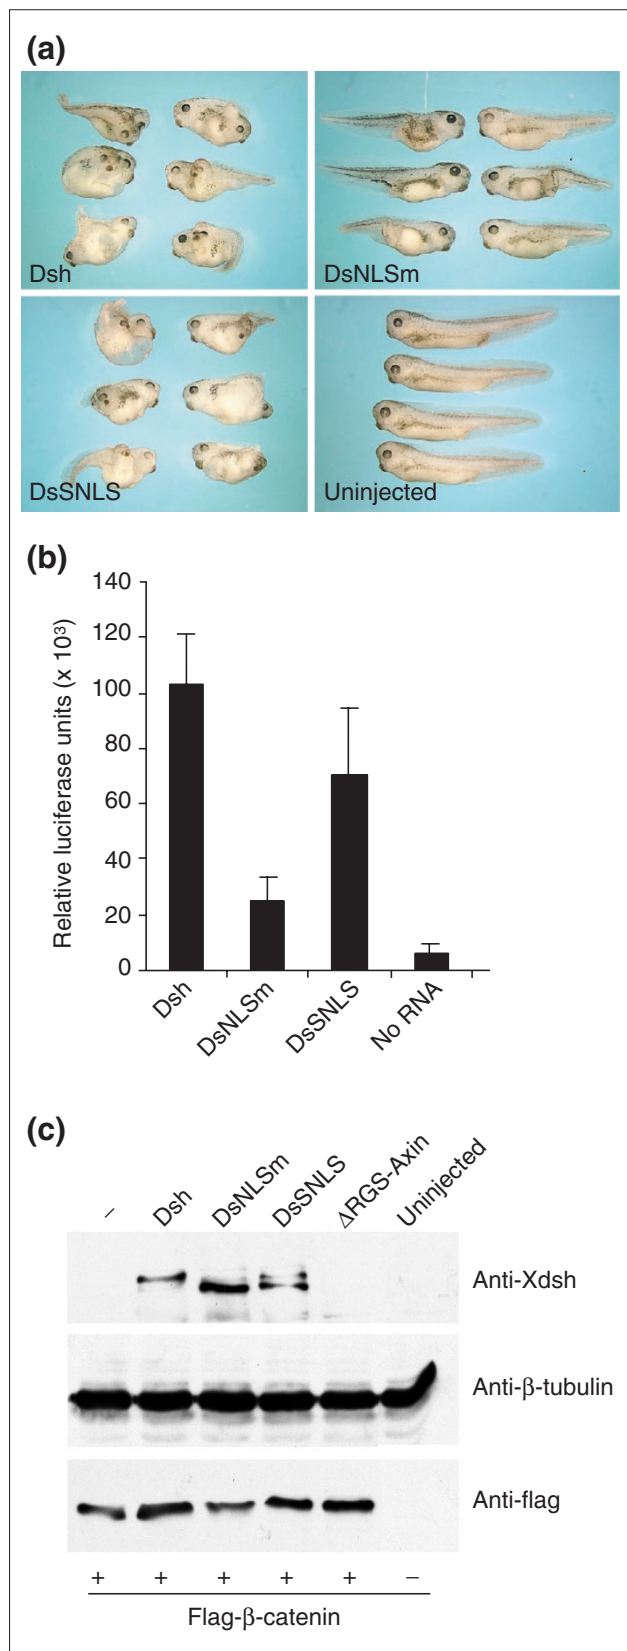 (a)
Dsh
DsNLSm
DsSNLS
Uninjected
(b)
Relative luciferase units (x 10³)
140
120
100
80
60
40
20
0
Dsh
DsNLSm
DsSNLS
No RNA
(c)
–
Dsh
DsNLSm
DsSNLS
ΔRGS-Axin
Uninjected
Anti-Xdsh
Anti-β-tubulin
Anti-flag
+ + + + + –
Flag-β-catenin